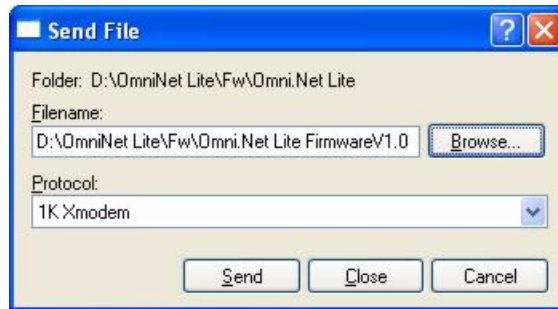 Send File
Folder: D:\OmniNet Lite\Fw\Omni.Net Lite
Filename:
D:\OmniNet Lite\Fw\Omni.Net Lite FirmwareV1.0 Browse...
Protocol:
1K Xmodem
Send Close Cancel